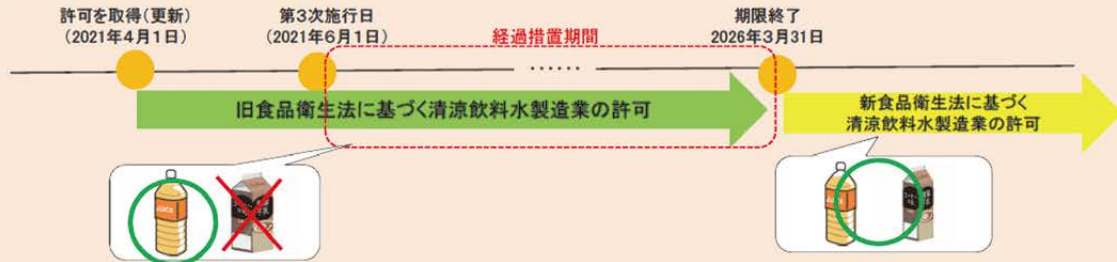 許可を取得(更新)
(2021年4月1日)
第3次施行日
(2021年6月1日)
経過措置期間
期限終了
2026年3月31日
……
旧食品衛生法に基づく清涼飲料水製造業の許可
新食品衛生法に基づく
清涼飲料水製造業の許可
JUICE
JUICE